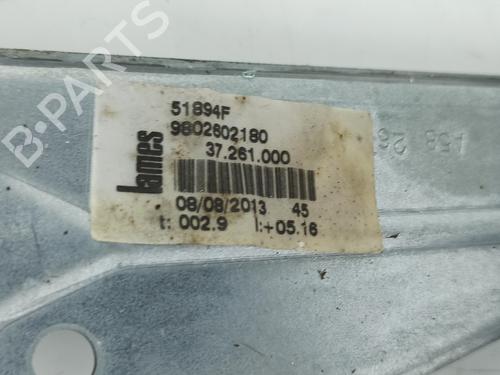 51894F
9802602180
37.261.000
Lames
08/08/2013 45
t: 002.9 l:+05.16
B-PARTS